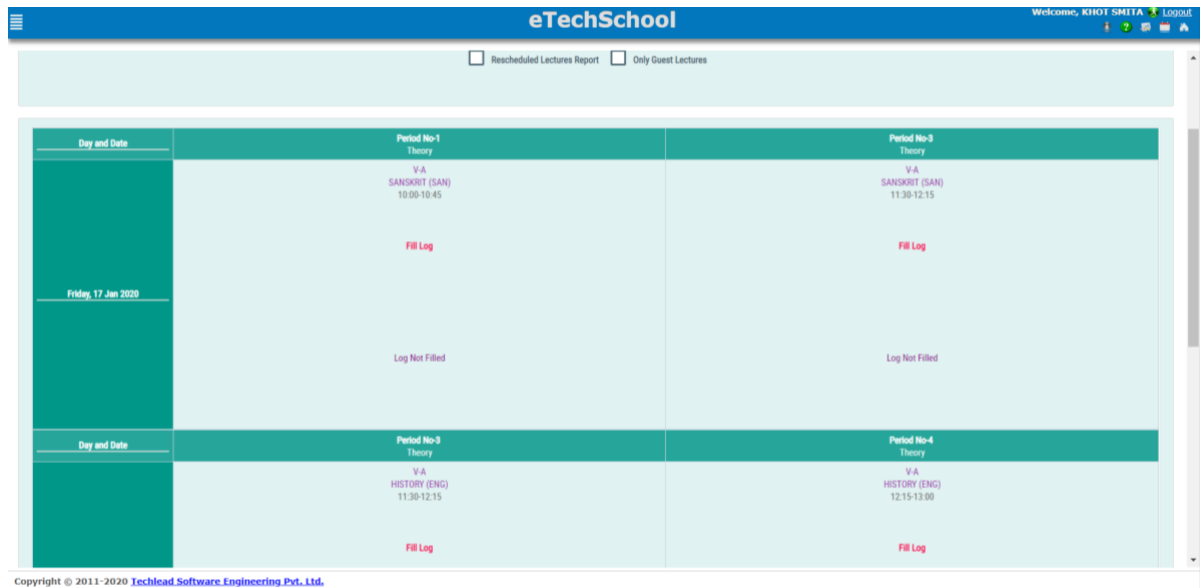 eTechSchool
Welcome, KHOT SMITA Logout
Rescheduled Lectures Report Only Guest Lectures
Day and Date Period No-1 Period No-3
Theory Theory
V-A V-A
SANSKRIT (SAN) SANSKRIT (SAN)
10:00-10:45 11:30-12:15
Fill Log Fill Log
Friday, 17 Jan 2020
Log Not Filled Log Not Filled
Day and Date Period No-3 Period No-4
Theory Theory
V-A V-A
HISTORY (ENG) HISTORY (ENG)
11:30-12:15 12:15-13:00
Fill Log Fill Log
Copyright © 2011-2020 Techlead Software Engineering Pvt. Ltd.